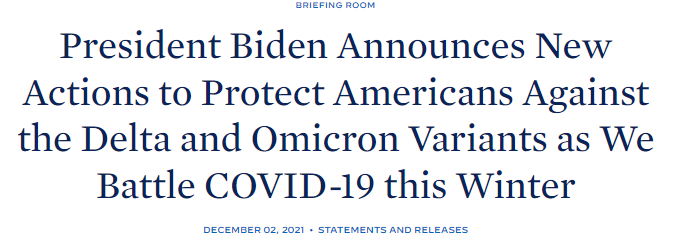 BRIEFING ROOM
President Biden Announces New
Actions to Protect Americans Against
the Delta and Omicron Variants as We
Battle COVID-19 this Winter
DECEMBER 02, 2021 • STATEMENTS AND RELEASES